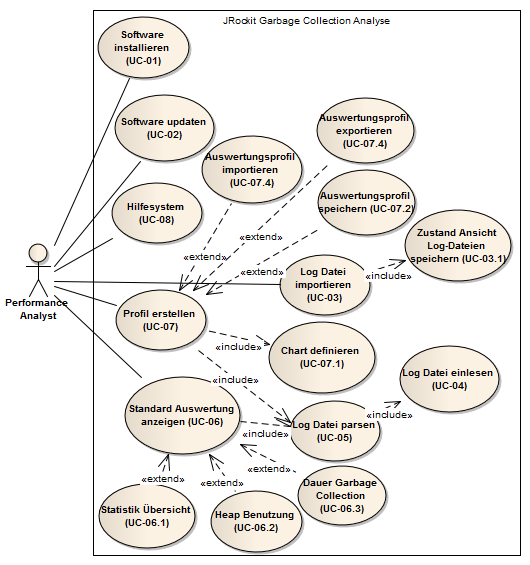 JRockit Garbage Collection Analyse
Software
installieren
(UC-01)
Software updaten
(UC-02)
Auswertungsprofil
exportieren
(UC-07.4)
Auswertungsprofil
importieren
(UC-07.4)
Auswertungsprofil
speichern (UC-07.2)
Hilfesystem
(UC-08)
Zustand Ansicht
Log-Dateien
speichern (UC-03.1)
«extend»
«extend»
«extend»
«include»
Log Datei
importieren
(UC-03)
Performance
Analyst
Profil erstellen
(UC-07)
«include»
Chart definieren
(UC-07.1)
Log Datei einlesen
(UC-04)
«include»
«include»
Standard Auswertung
anzeigen (UC-06)
«include»
Log Datei parsen
(UC-05)
«extend»
«extend»
«extend»
Dauer Garbage
Collection
(UC-06.3)
Statistik Übersicht
(UC-06.1)
Heap Benutzung
(UC-06.2)